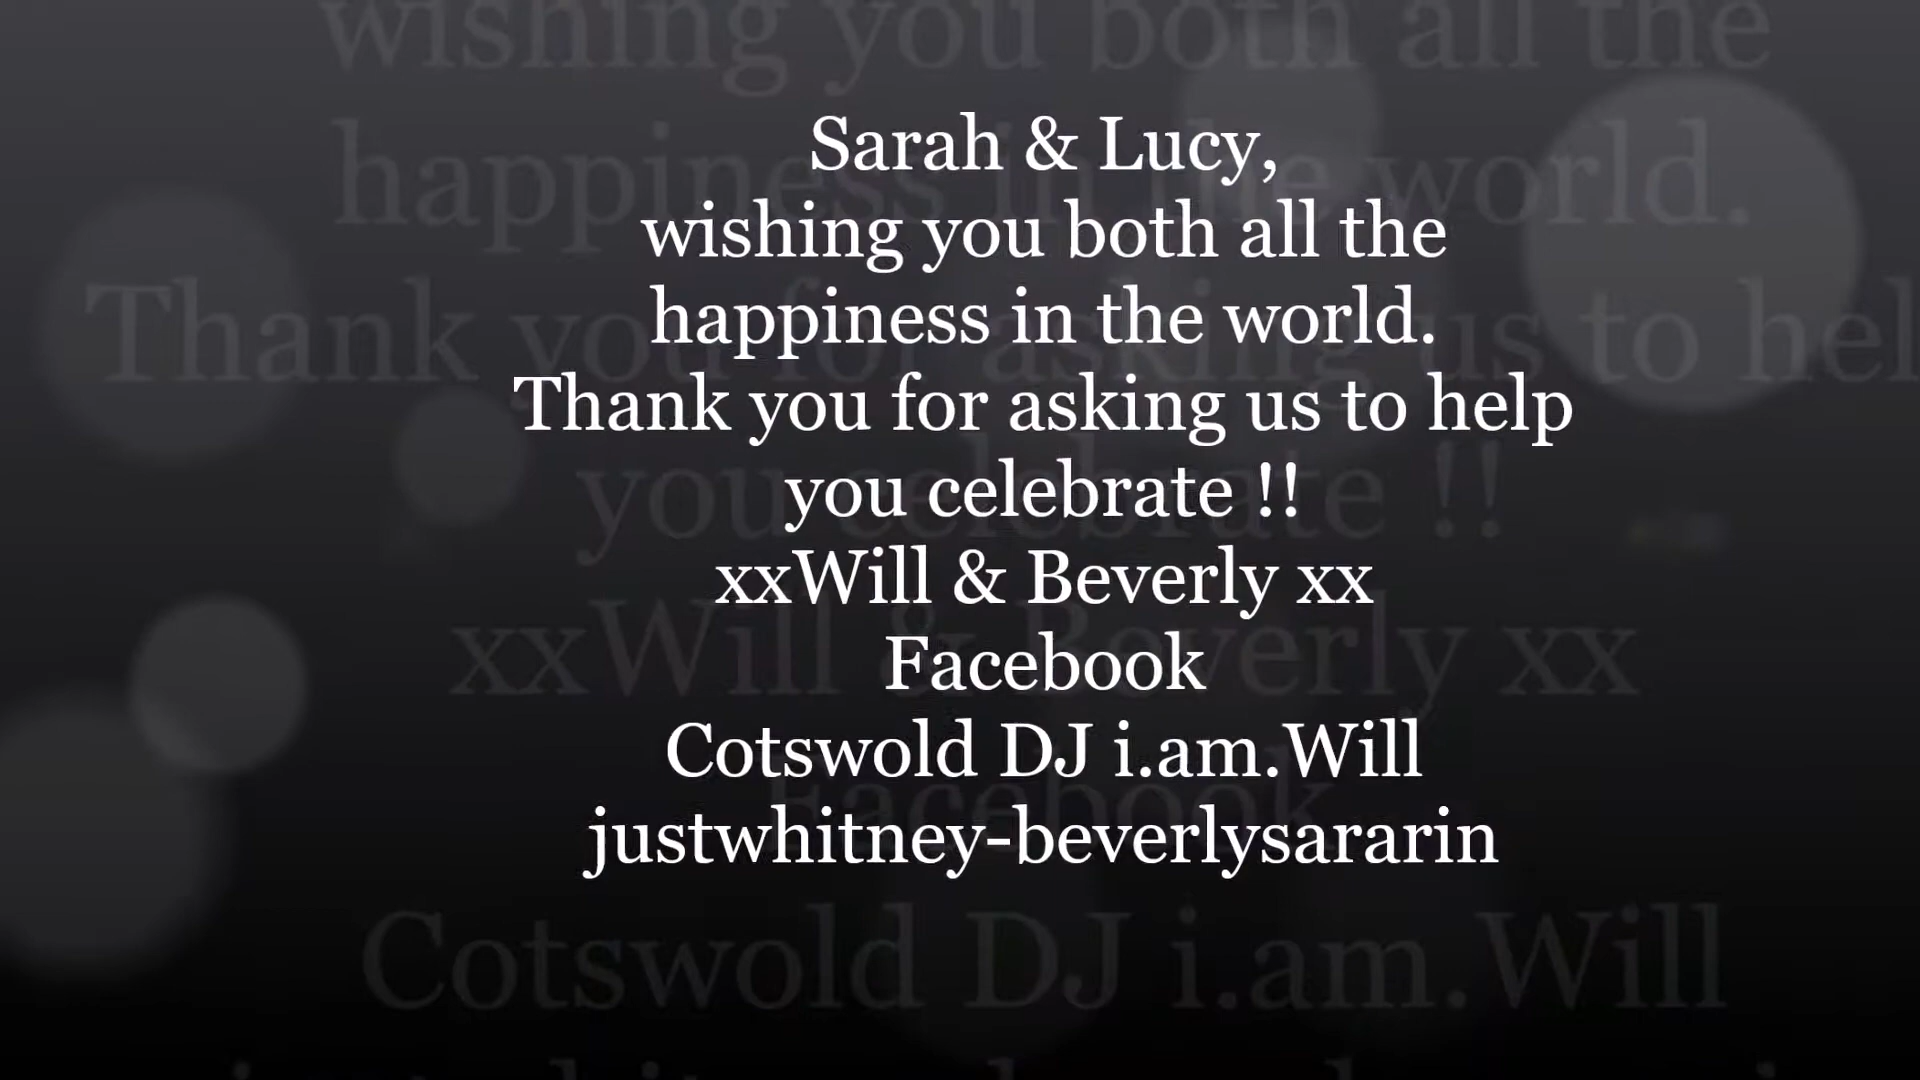 Sarah & Lucy,
wishing you both all the
happiness in the world.
Thank you for asking us to help
you celebrate !!
xxWill & Beverly xx
Facebook
Cotswold DJ i.am.Will
justwhitney-beverlysararin